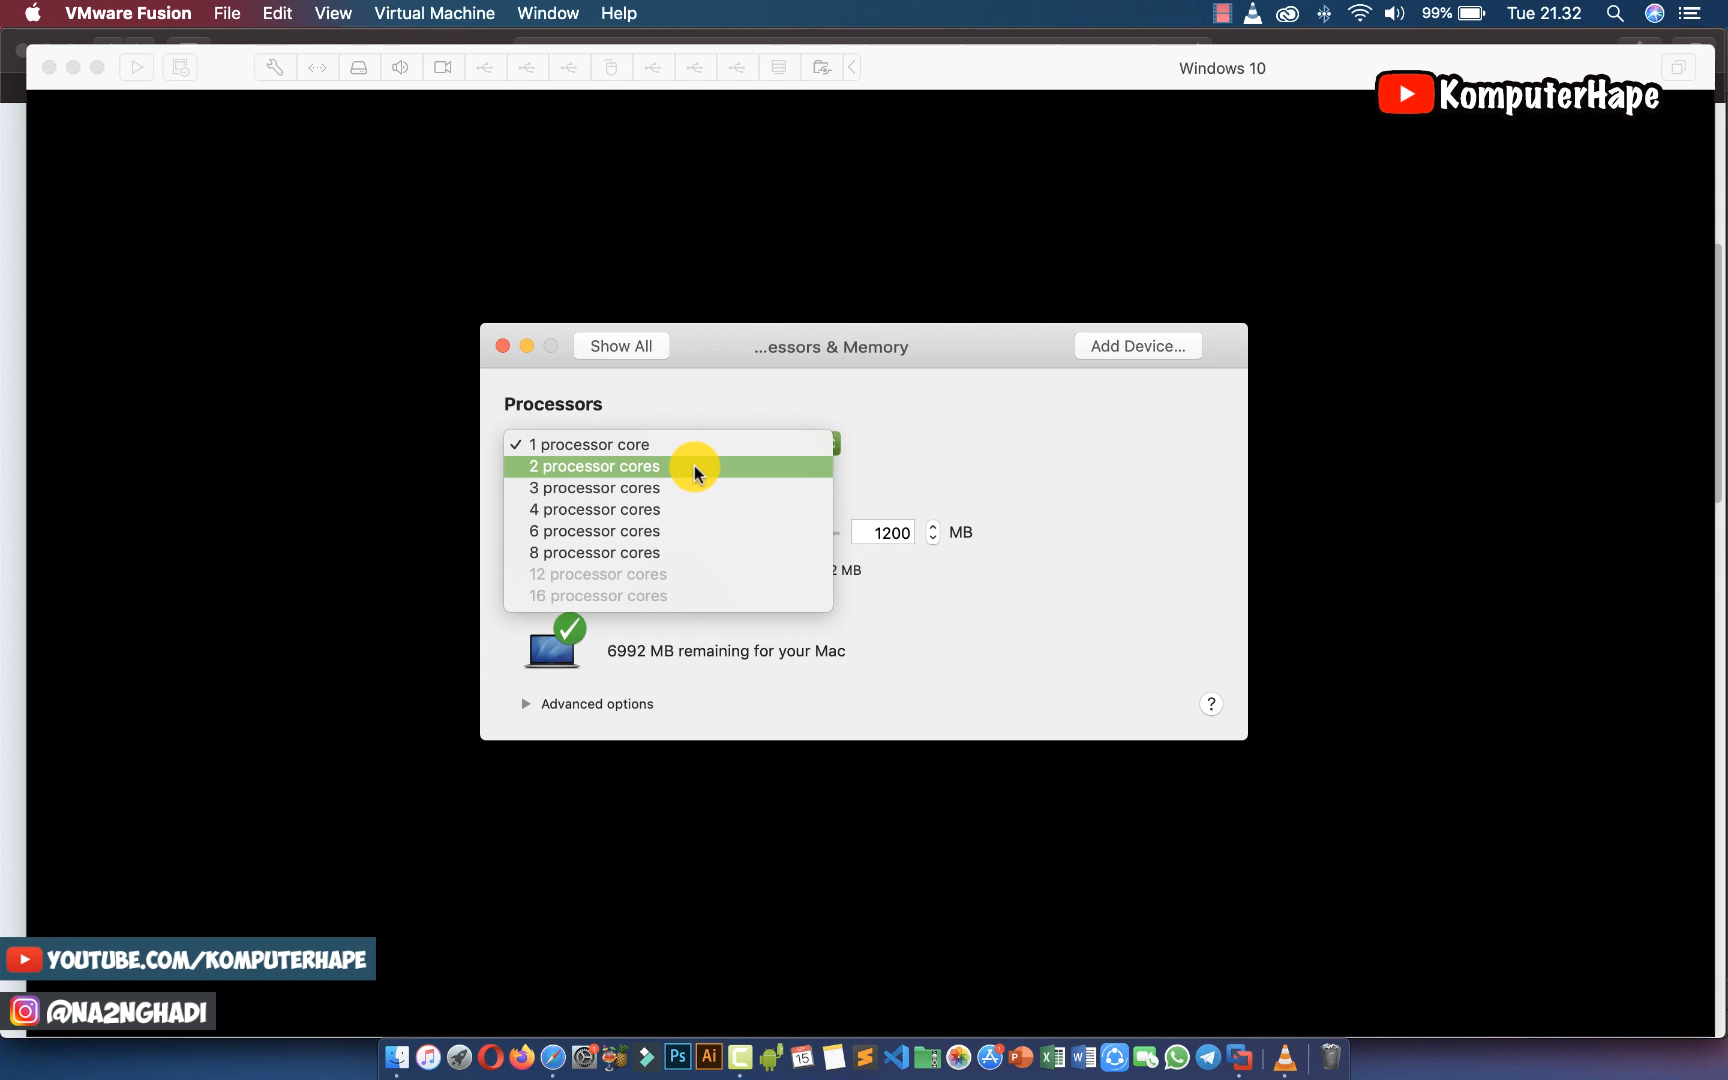 VMware Fusion File Edit View Virtual Machine Window Help 99% Tue 21.32
Windows 10
KomputerHape
Show All ...essors & Memory Add Device...
Processors
✓ 1 processor core
2 processor cores
3 processor cores
4 processor cores
6 processor cores
8 processor cores
12 processor cores
16 processor cores
1200 MB
2 MB
6992 MB remaining for your Mac
Advanced options ?
YOUTUBE.COM/KOMPUTERHAPE
@NA2NGHADI
Ps Ai 15